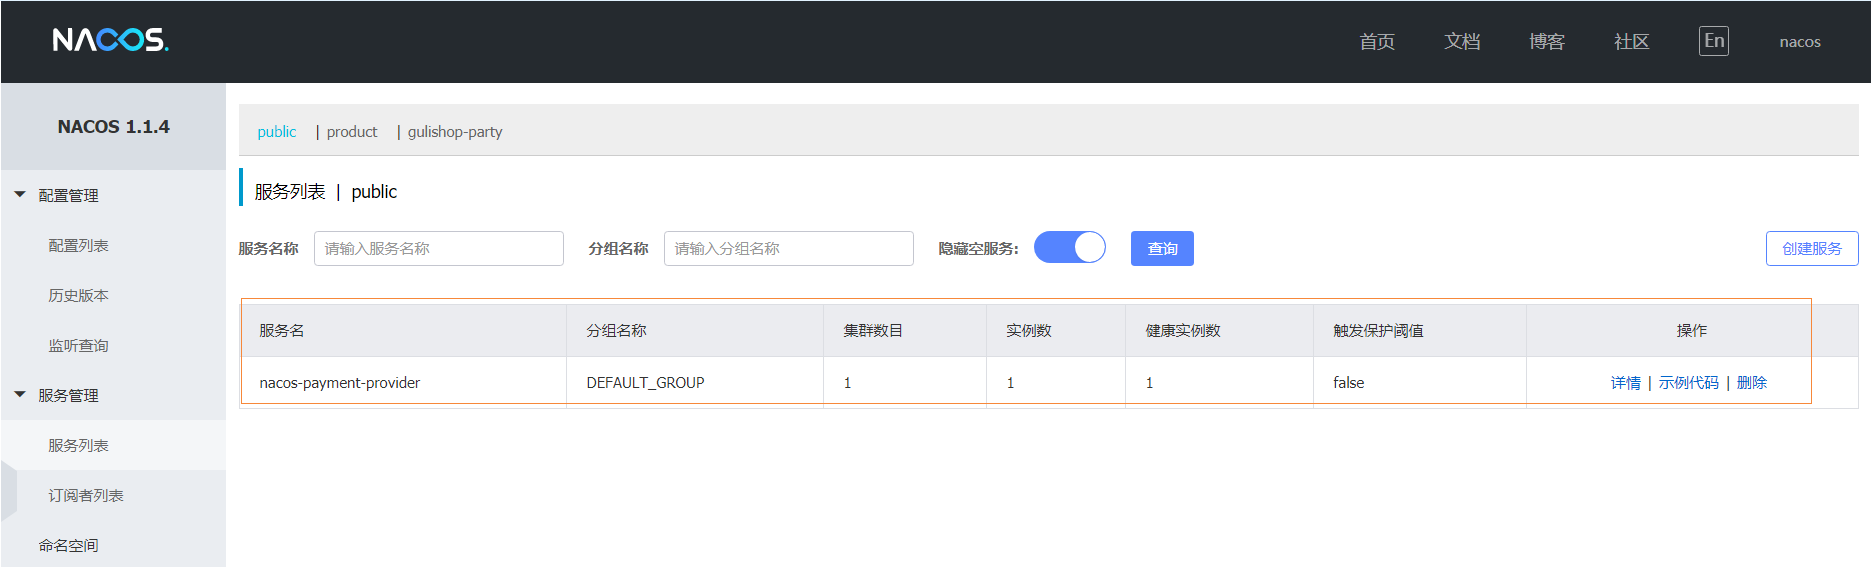 NACOS. 首页 文档 博客 社区 En nacos
NACOS 1.1.4
配置管理
配置列表
历史版本
监听查询
服务管理
服务列表
订阅者列表
命名空间
public | product | gulishop-party
服务列表 | public
服务名称 请输入服务名称 分组名称 请输入分组名称 隐藏空服务: 查询 创建服务
服务名 分组名称 集群数目 实例数 健康实例数 触发保护阈值 操作
nacos-payment-provider DEFAULT_GROUP 1 1 1 false 详情 | 示例代码 | 删除